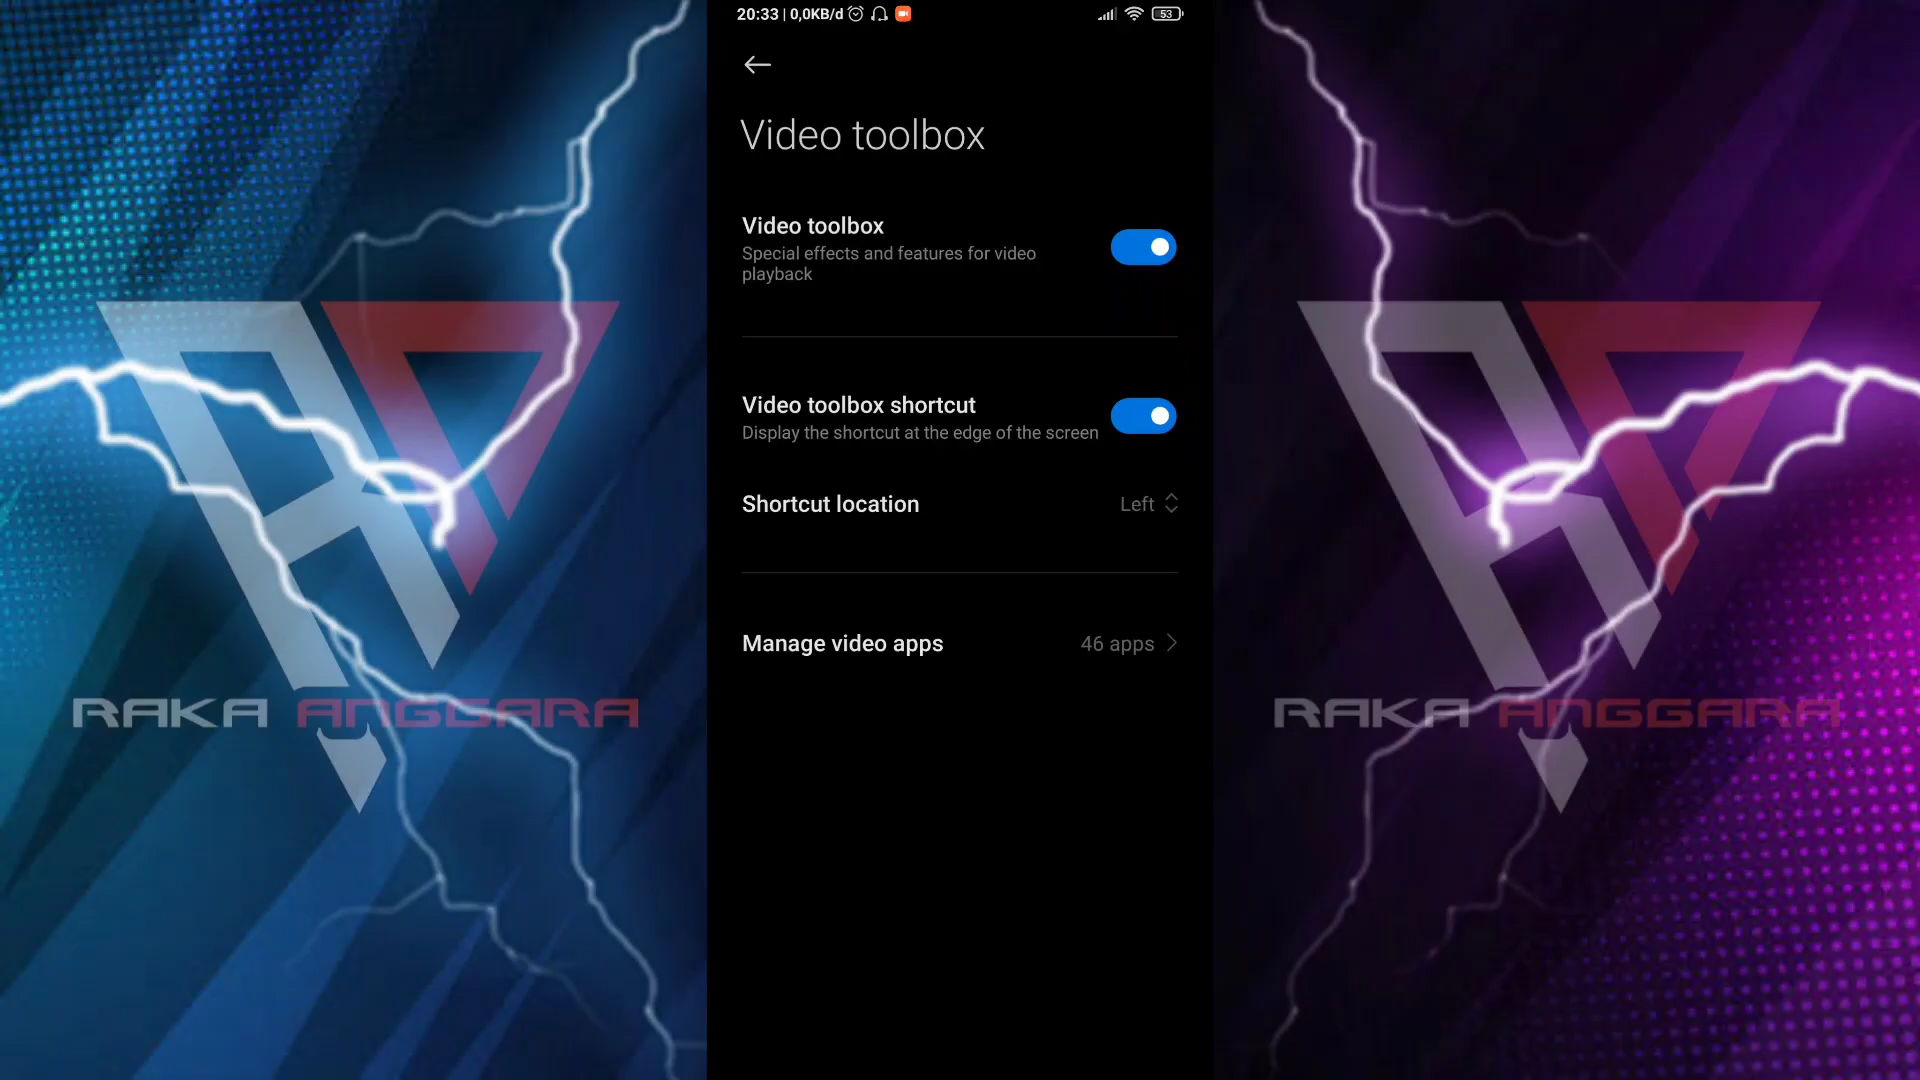 20:33 | 0,0KB/d
53
Video toolbox
Video toolbox
Special effects and features for video
playback
Video toolbox shortcut
Display the shortcut at the edge of the screen
Shortcut location
Left
Manage video apps
46 apps
RAKA ANGGARA
RAKA ANGGARA